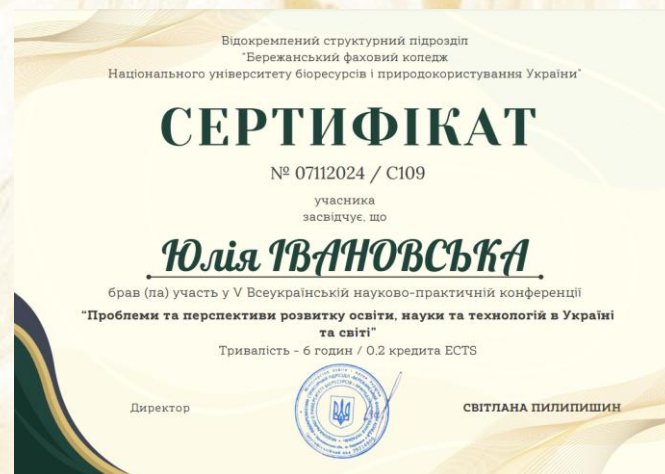 Відокремлений структурний підрозділ
"Бережанський фаховий коледж
Національного університету біоресурсів і природокористування України"
СЕРТИФІКАТ
№ 07112024 / С109
учасника
засвідчує, що
Юлія ІВАНОВСЬКА
брав (ла) участь у V Всеукраїнській науково-практичній конференції
"Проблеми та перспективи розвитку освіти, науки та технологій в Україні
та світі"
Тривалість - 6 годин / 0.2 кредита ECTS
Директор
СВІТЛАНА ПИЛИПИШИН